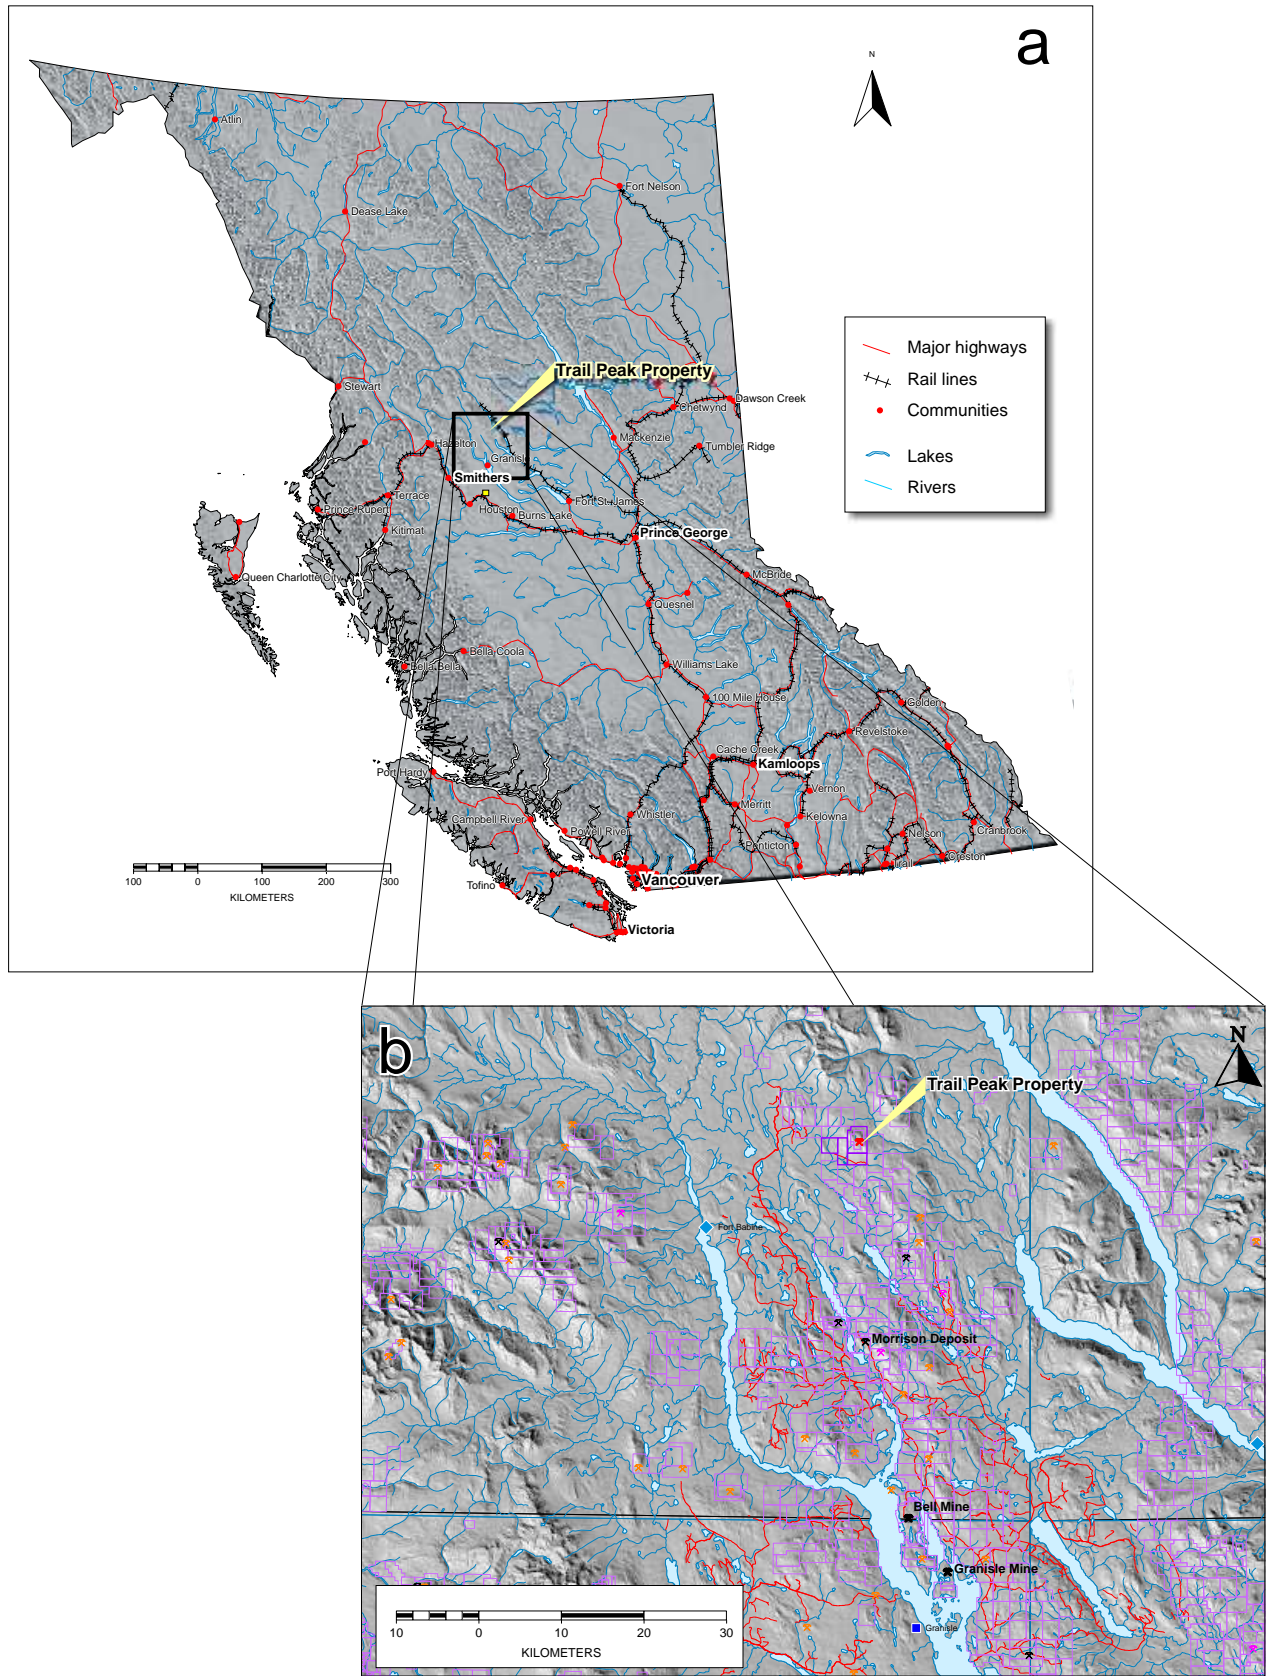 a
N
Atlin
Fort Nelson
Dease Lake
Major highways
Rail lines
Communities
Lakes
Rivers
Trail Peak Property
Stewart
Dawson Creek
Chetwynd
Mackenzie
Tumbler Ridge
Hazelton
Granisle
Smithers
Terrace
Prince Rupert
Fort St. James
Houston
Burns Lake
Kitimat
Prince George
Queen Charlotte City
McBride
Quesnel
Bella Coola
Bella Bella
Williams Lake
100 Mile House
Golden
Revelstoke
Cache Creek
Kamloops
Port Hardy
Vernon
Merritt
Campbell River
Whistler
Kelowna
Powell River
Nelson
Cranbrook
Penticton
Creston
Trail
Vancouver
Tofino
Victoria
100 0 100 200 300
KILOMETERS
b
N
Trail Peak Property
Fort Babine
Morrison Deposit
Bell Mine
Granisle Mine
Granisle
10 0 10 20 30
KILOMETERS